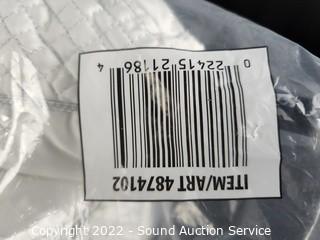 0 22415 21186 4
ITEM/ART 4874102
Copyright © 2022 - Sound Auction Service